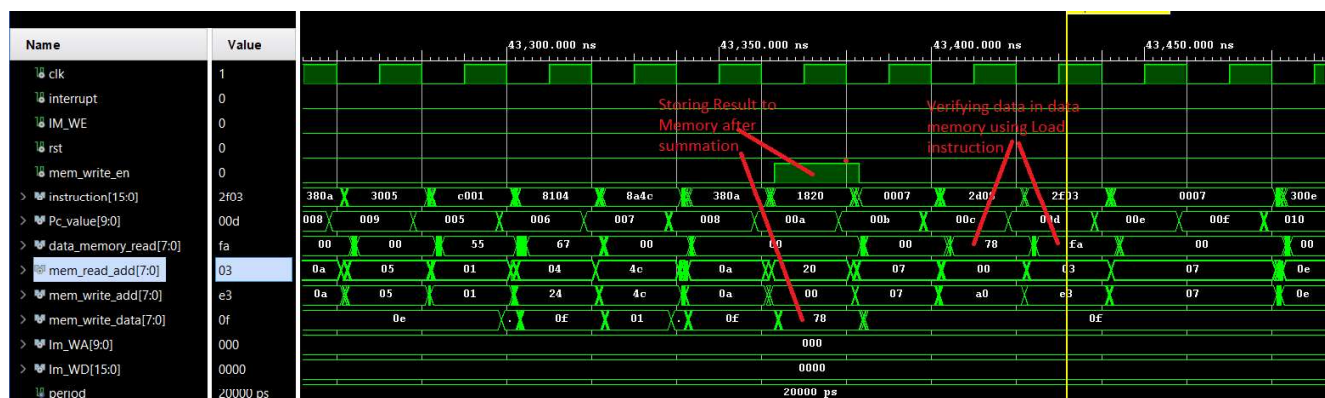 Name Value
43,300.000 ns 43,350.000 ns 43,400.000 ns 43,450.000 ns
clk 1
interrupt 0
Storing Result to
Memory after
summation
Verifying data in data
memory using Load
instruction
IM_WE 0
rst 0
mem_write_en 0
instruction[15:0] 2f03 380a 3005 c001 8104 8a4c 380a 1820 0007 0007 300e
Pc_value[9:0] 00d 008 009 005 006 007 008 00a 00b 00c 00e 00f 010
data_memory_read[7:0] fa 00 00 55 67 00 00 78 fa 00 00
mem_read_add[7:0] 03 0a 05 01 04 4c 0a 20 07 00 03 07 0e
mem_write_add[7:0] e3 0a 05 01 24 4c 0a 00 07 a0 e3 07 0e
mem_write_data[7:0] 0f 0e 0f 01 0f 78 0f
Im_WA[9:0] 000 000
Im_WD[15:0] 0000 0000
period 20000 ps 20000 ps